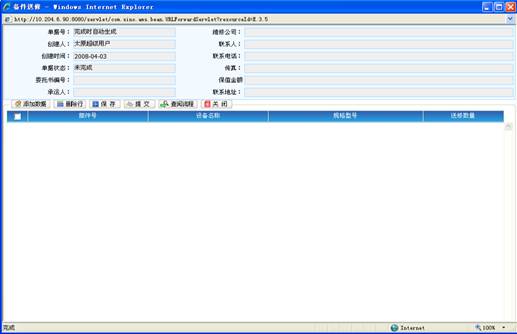 备件送修 - Windows Internet Explorer
http://10.204.6.90:8080/servlet/com.sino.ams.bean.URLForwardServlet?resourceId=E.3.5
单据号： 完成时自动生成 维修公司：
创建人： 太原超级用户 联系人：
创建时间： 2008-04-03 联系电话：
单据状态： 未完成 传真：
委托书编号： 保值金额
承运人： 联系地址：
添加数据 删除行 保 存 提 交 查阅流程 关 闭
部件号 设备名称 规格型号 送修数量
完成 Internet 100%